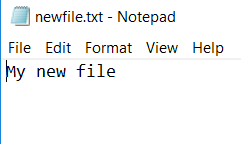 newfile.txt - Notepad
File Edit Format View Help
My new file